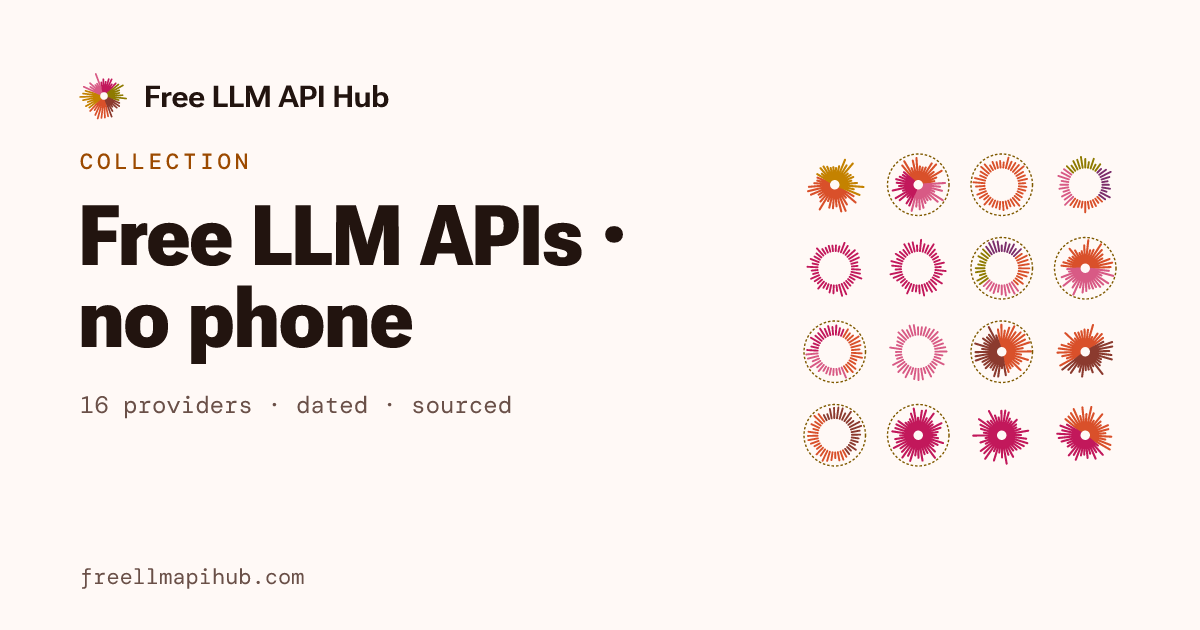 Free LLM API Hub
COLLECTION
Free LLM APIs ·
no phone
16 providers · dated · sourced
freellmapihub.com